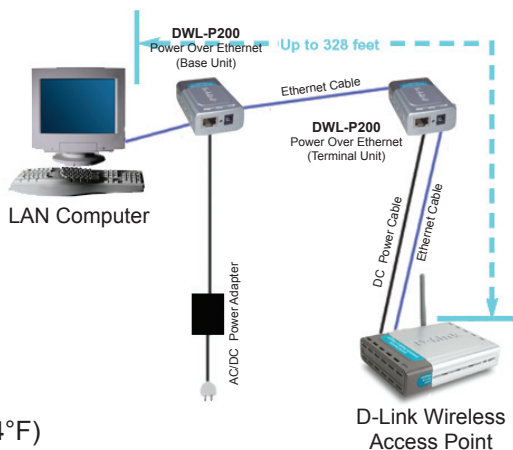 DWL-P200
Power Over Ethernet
(Base Unit)
Up to 328 feet
Ethernet Cable
DWL-P200
Power Over Ethernet
(Terminal Unit)
LAN Computer
DC Power Cable
Ethernet Cable
AC/DC Power Adapter
D-Link
D-Link Wireless
Access Point
4°F)